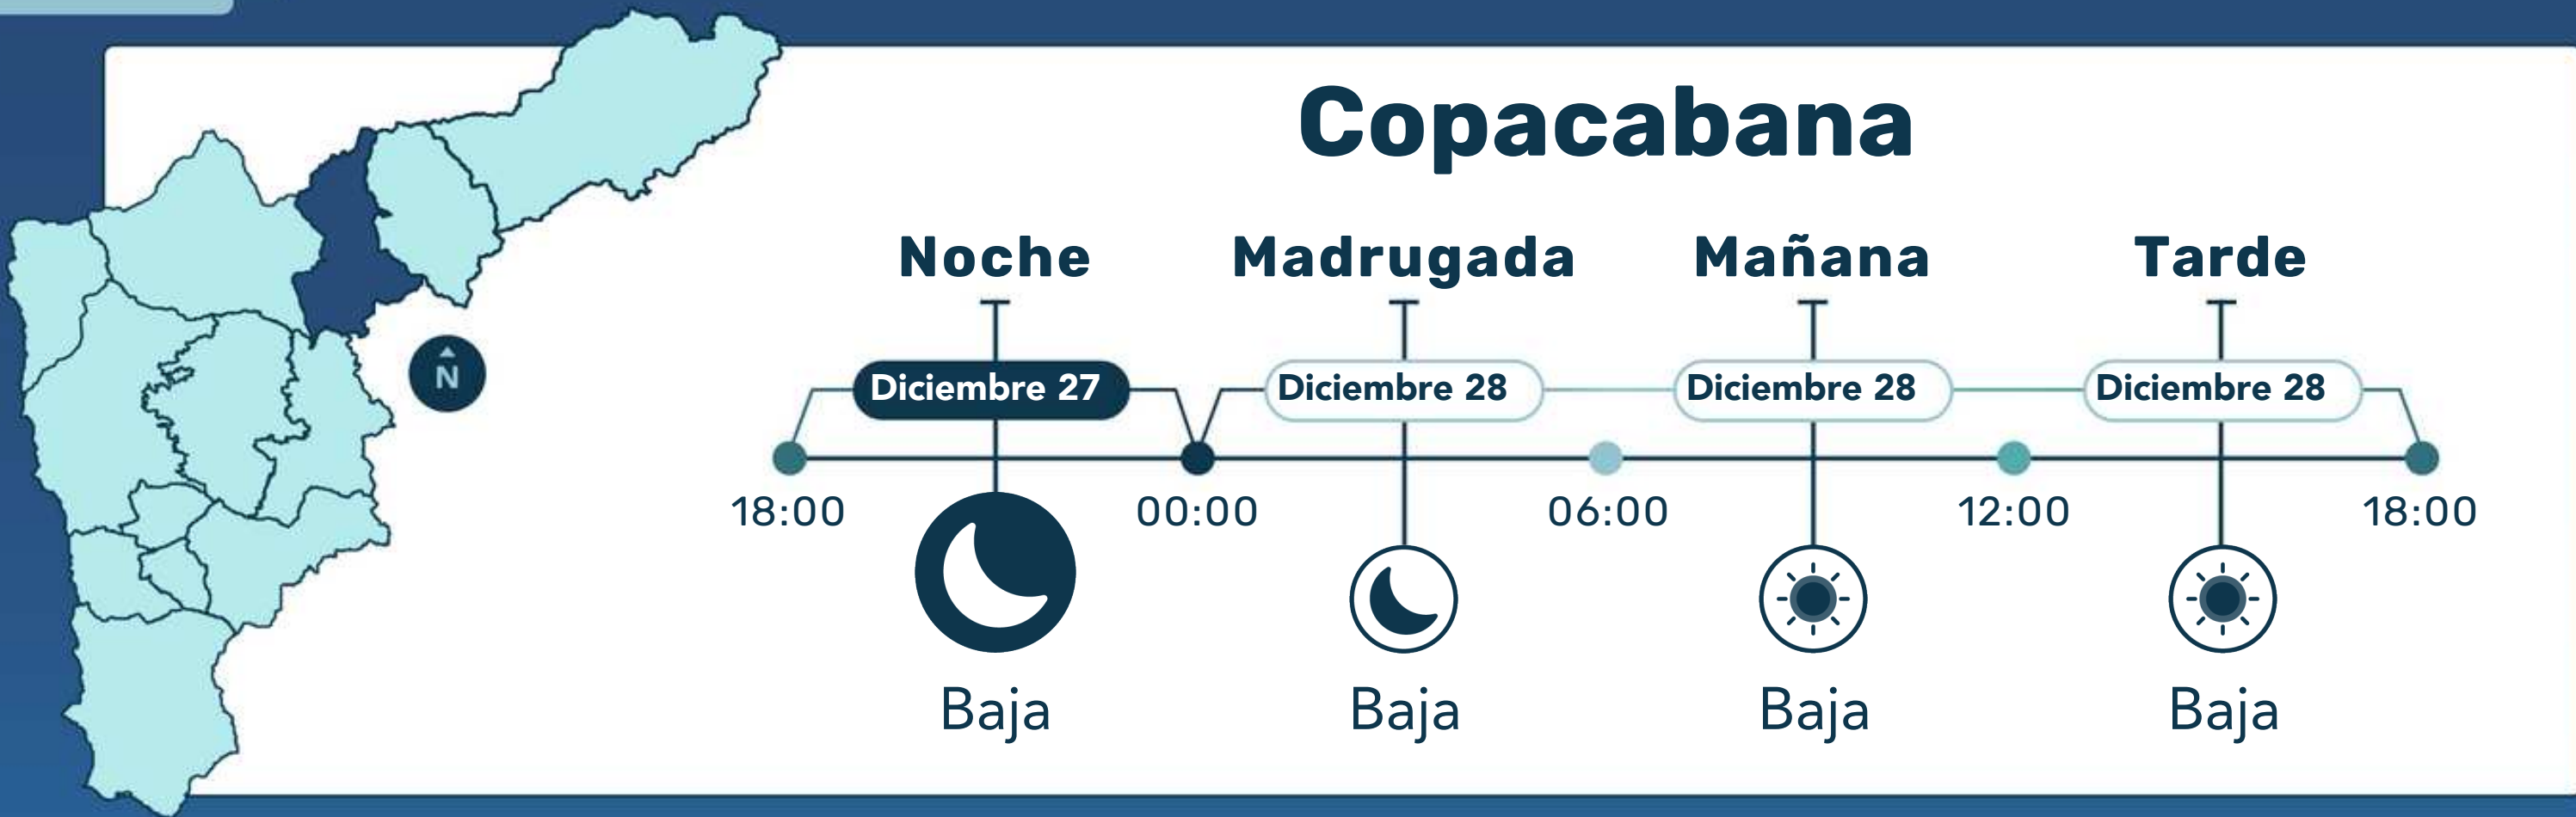 Copacabana
Noche Madrugada Mañana Tarde
Diciembre 27 Diciembre 28 Diciembre 28 Diciembre 28
N
18:00 00:00 06:00 12:00 18:00
Baja Baja Baja Baja